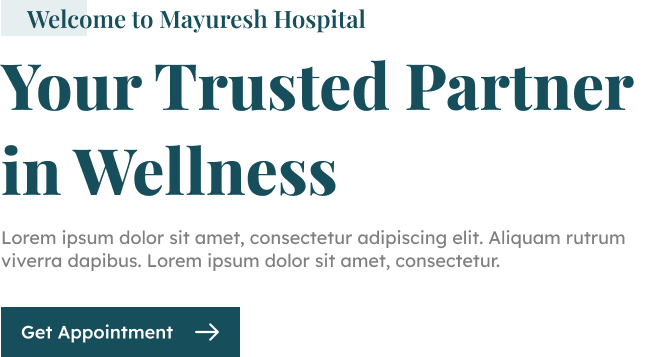 Welcome to Mayuresh Hospital
Your Trusted Partner
in Wellness
Lorem ipsum dolor sit amet, consectetur adipiscing elit. Aliquam rutrum
viverra dapibus. Lorem ipsum dolor sit amet, consectetur.
Get Appointment